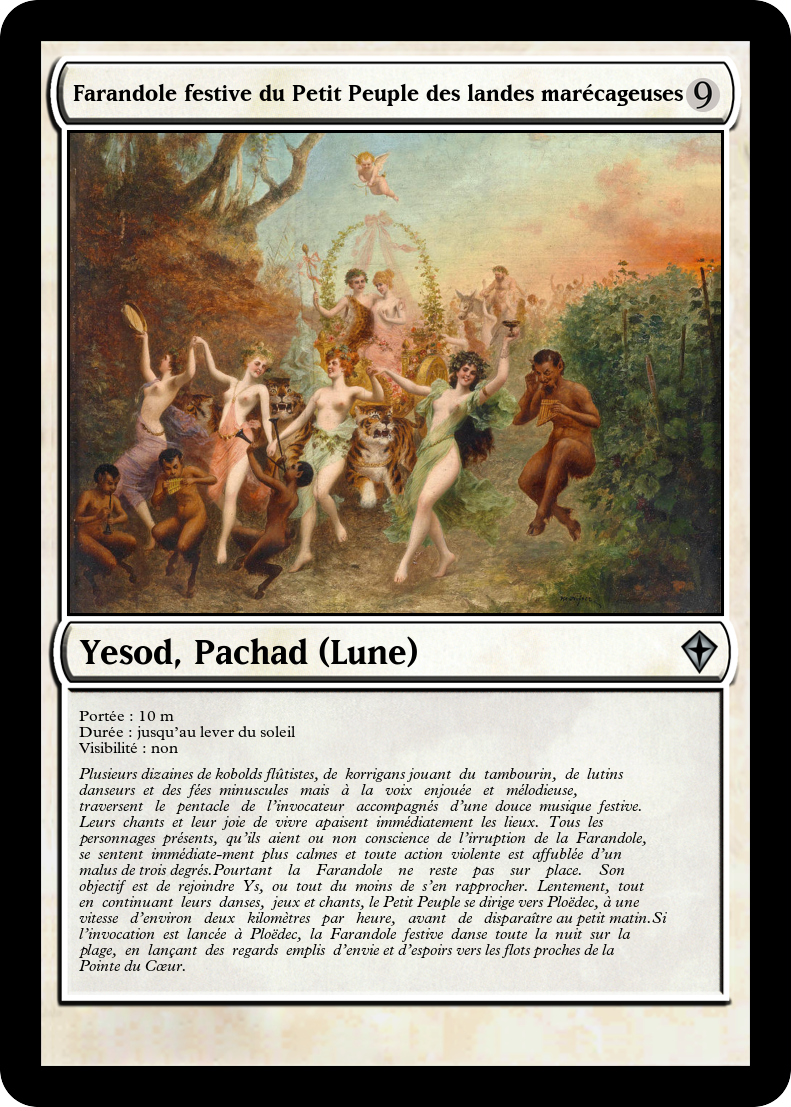 Farandole festive du Petit Peuple des landes marécageuses 9
Yesod, Pachad (Lune)
Portée : 10 m
Durée : jusqu'au lever du soleil
Visibilité : non
Plusieurs dizaines de kobolds flûtistes, de korrigans jouant du tambourin, de lutins
danseurs et des fées minuscules mais à la voix enjouée et mélodieuse,
traversent le pentacle de l'invocateur accompagnés d'une douce musique festive.
Leurs chants et leur joie de vivre apaisent immédiatement les lieux. Tous les
personnages présents, qu'ils aient ou non conscience de l'irruption de la Farandole,
se sentent immédiate-ment plus calmes et toute action violente est affublée d'un
malus de trois degrés.Pourtant la Farandole ne reste pas sur place. Son
objectif est de rejoindre Ys, ou tout du moins de s'en rapprocher. Lentement, tout
en continuant leurs danses, jeux et chants, le Petit Peuple se dirige vers Ploëdec, à une
vitesse d'environ deux kilomètres par heure, avant de disparaître au petit matin.Si
l'invocation est lancée à Ploëdec, la Farandole festive danse toute la nuit sur la
plage, en lançant des regards emplis d'envie et d'espoirs vers les flots proches de la
Pointe du Cœur.